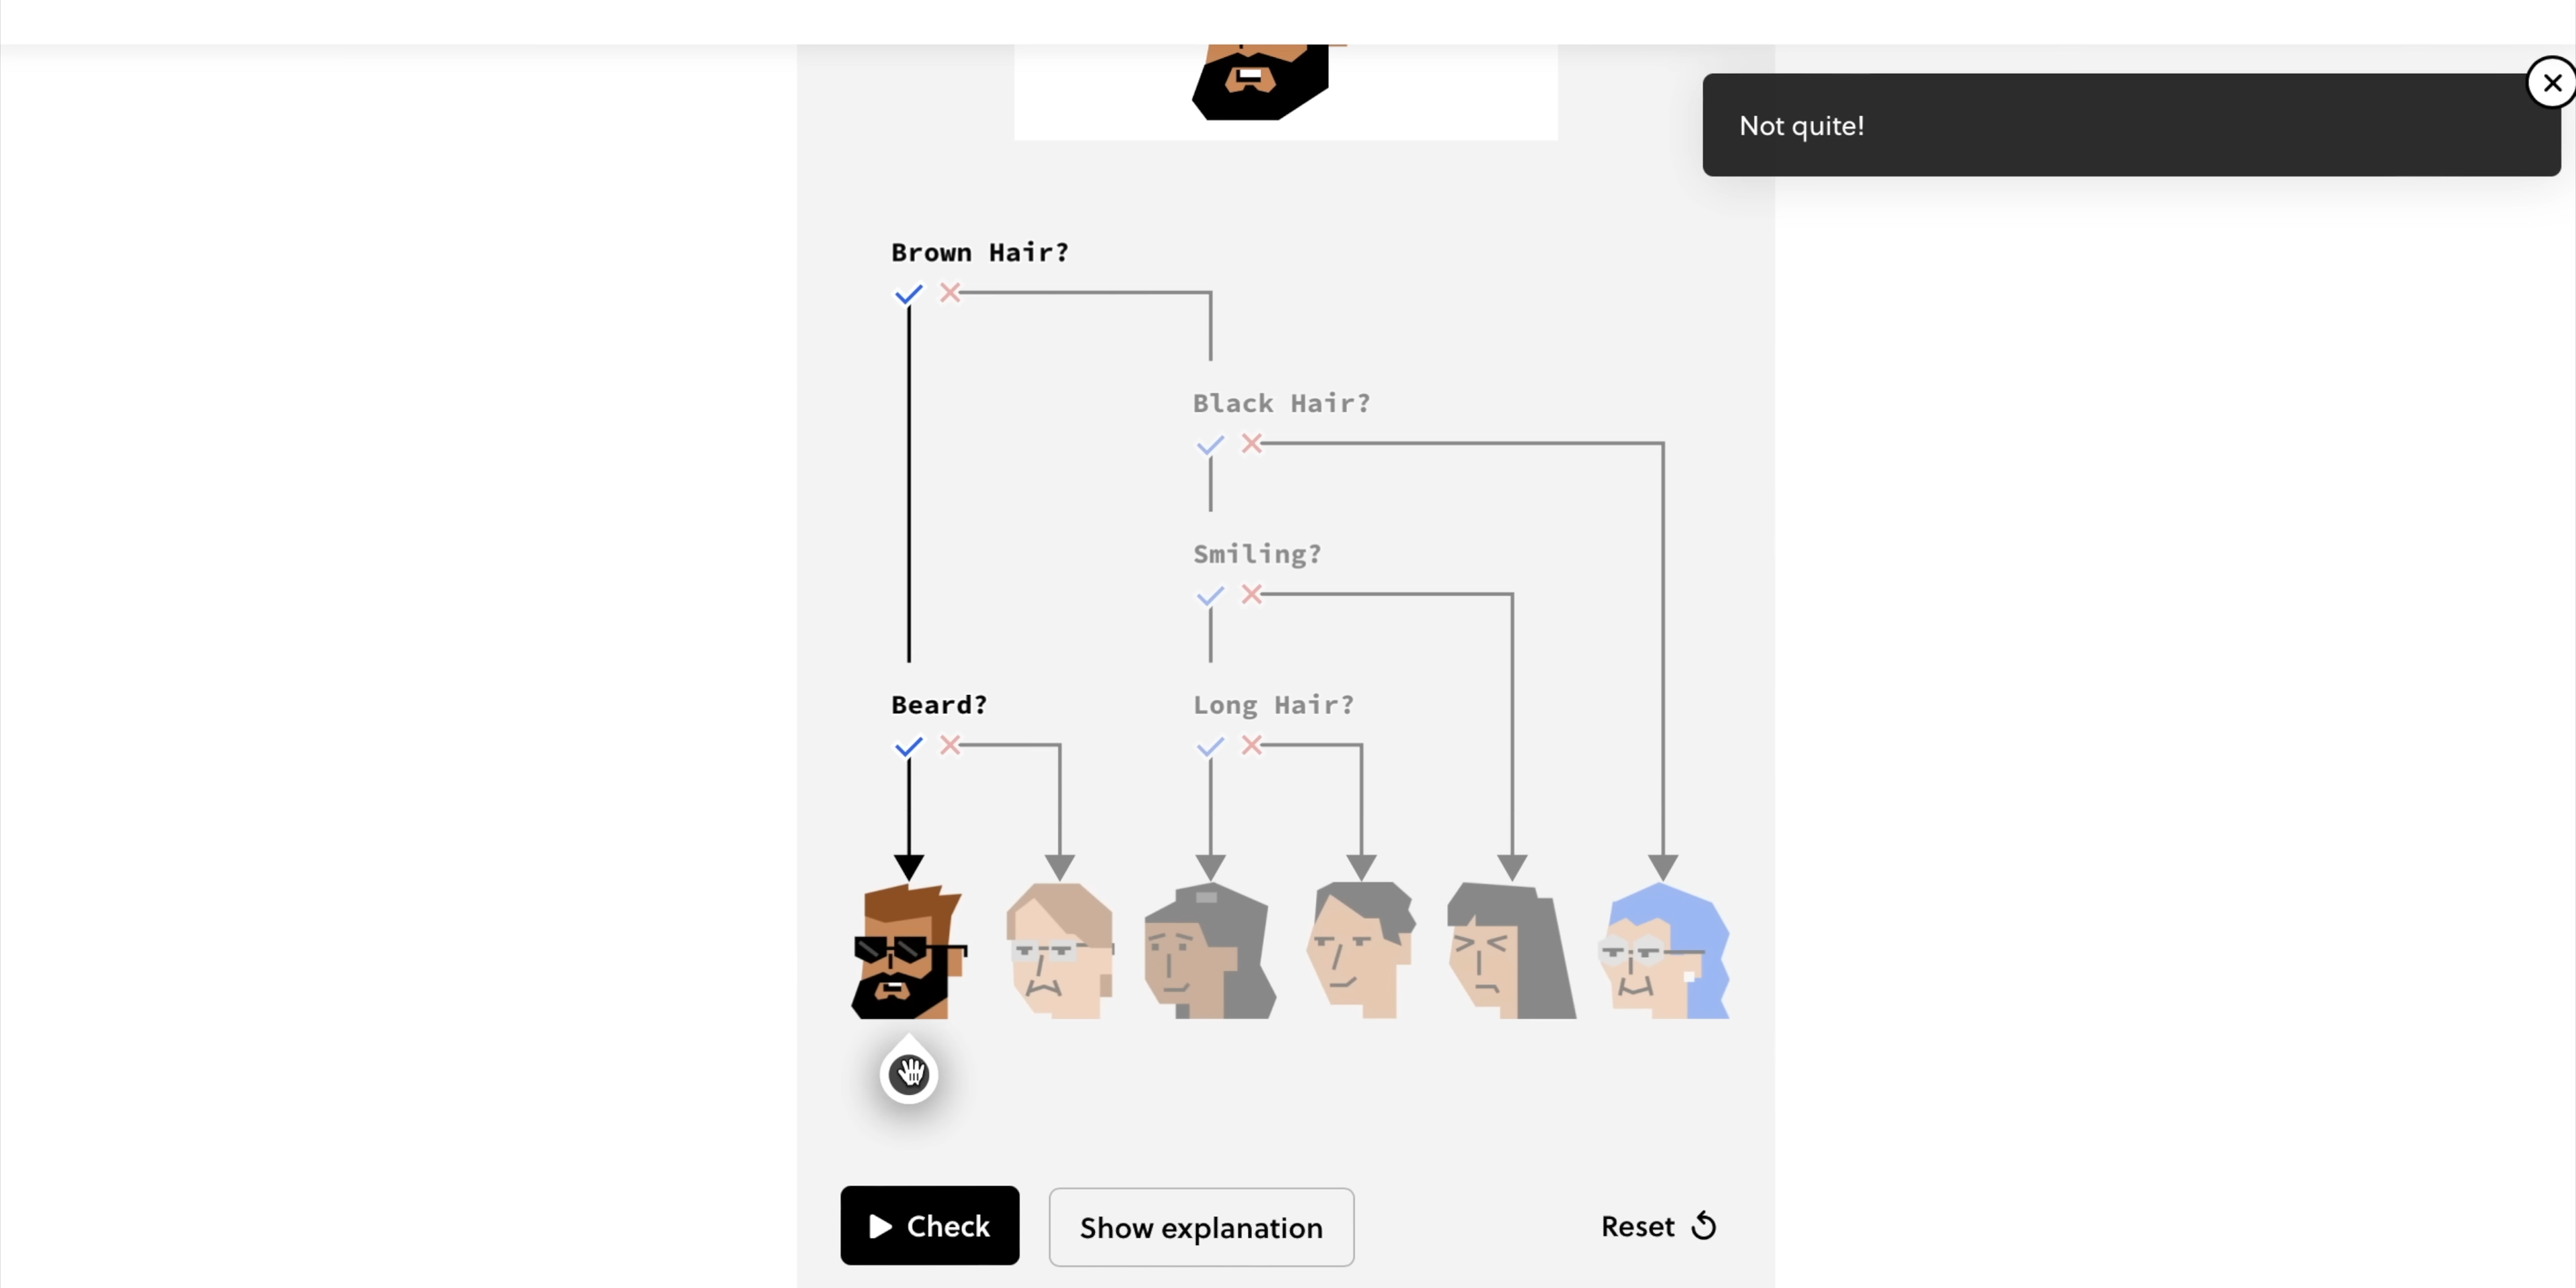 Not quite!
Brown Hair?
Black Hair?
Smiling?
Beard?
Long Hair?
Check
Show explanation
Reset